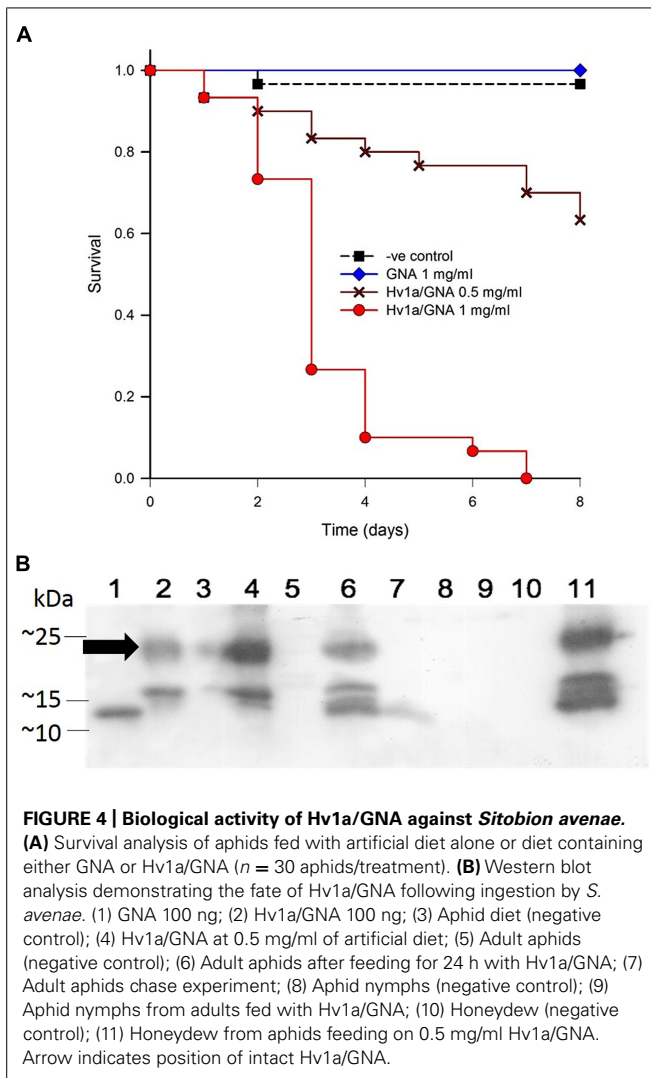 A
1.0
0.8
0.6
0.4
0.2
0.0
Survival
-ve control
GNA 1 mg/ml
Hv1a/GNA 0.5 mg/ml
Hv1a/GNA 1 mg/ml
0 2 4 6 8
Time (days)
B
1 2 3 4 5 6 7 8 9 10 11
kDa
~25
~15
~10
FIGURE 4 | Biological activity of Hv1a/GNA against Sitobion avenae.
(A) Survival analysis of aphids fed with artificial diet alone or diet containing
either GNA or Hv1a/GNA (n = 30 aphids/treatment). (B) Western blot
analysis demonstrating the fate of Hv1a/GNA following ingestion by S.
avenae. (1) GNA 100 ng; (2) Hv1a/GNA 100 ng; (3) Aphid diet (negative
control); (4) Hv1a/GNA at 0.5 mg/ml of artificial diet; (5) Adult aphids
(negative control); (6) Adult aphids after feeding for 24 h with Hv1a/GNA; (7)
Adult aphids chase experiment; (8) Aphid nymphs (negative control); (9)
Aphid nymphs from adults fed with Hv1a/GNA; (10) Honeydew (negative
control); (11) Honeydew from aphids feeding on 0.5 mg/ml Hv1a/GNA.
Arrow indicates position of intact Hv1a/GNA.